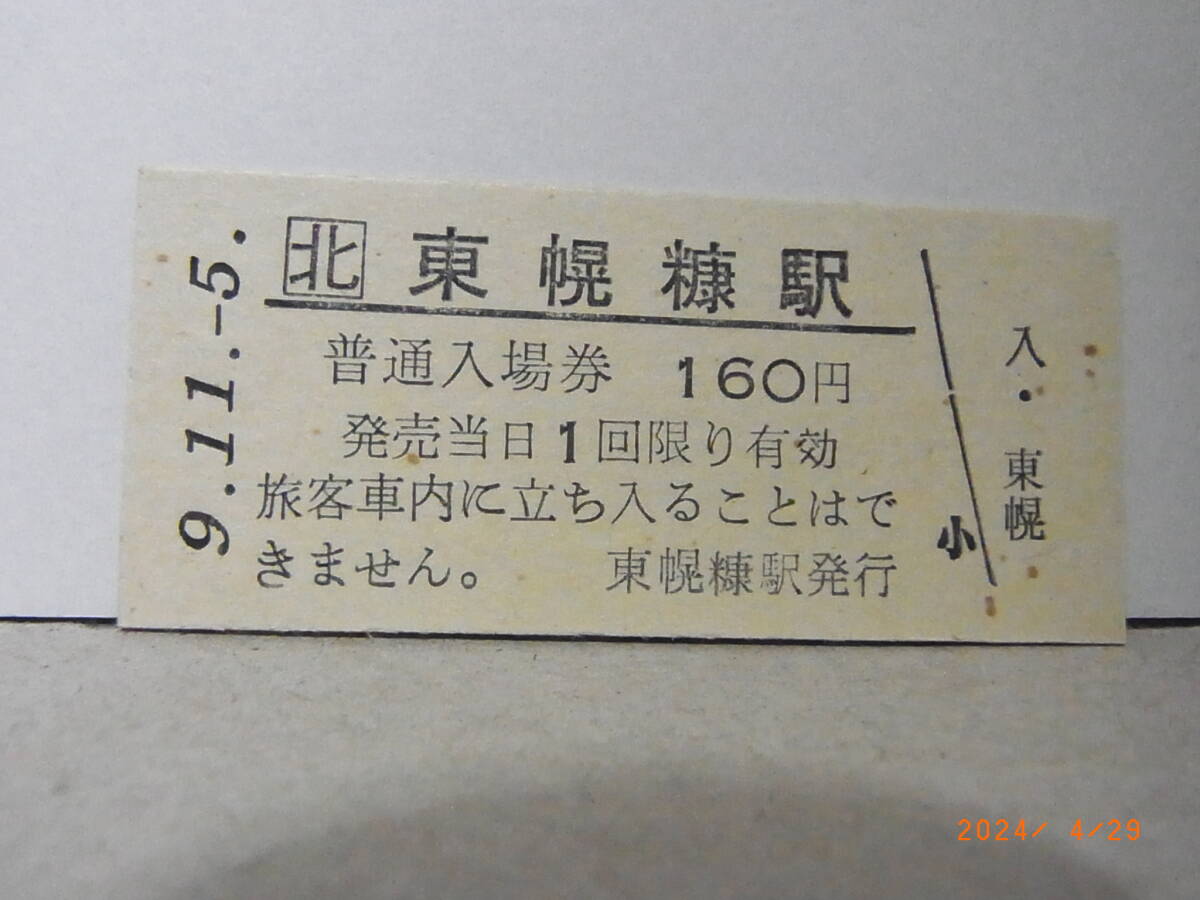 9.11.-5.
北 東幌糠駅
普通入場券 160円
発売当日1回限り有効
旅客車内に立ち入ることはで
きません。 東幌糠駅発行
小
入・東幌
2024/ 4/29